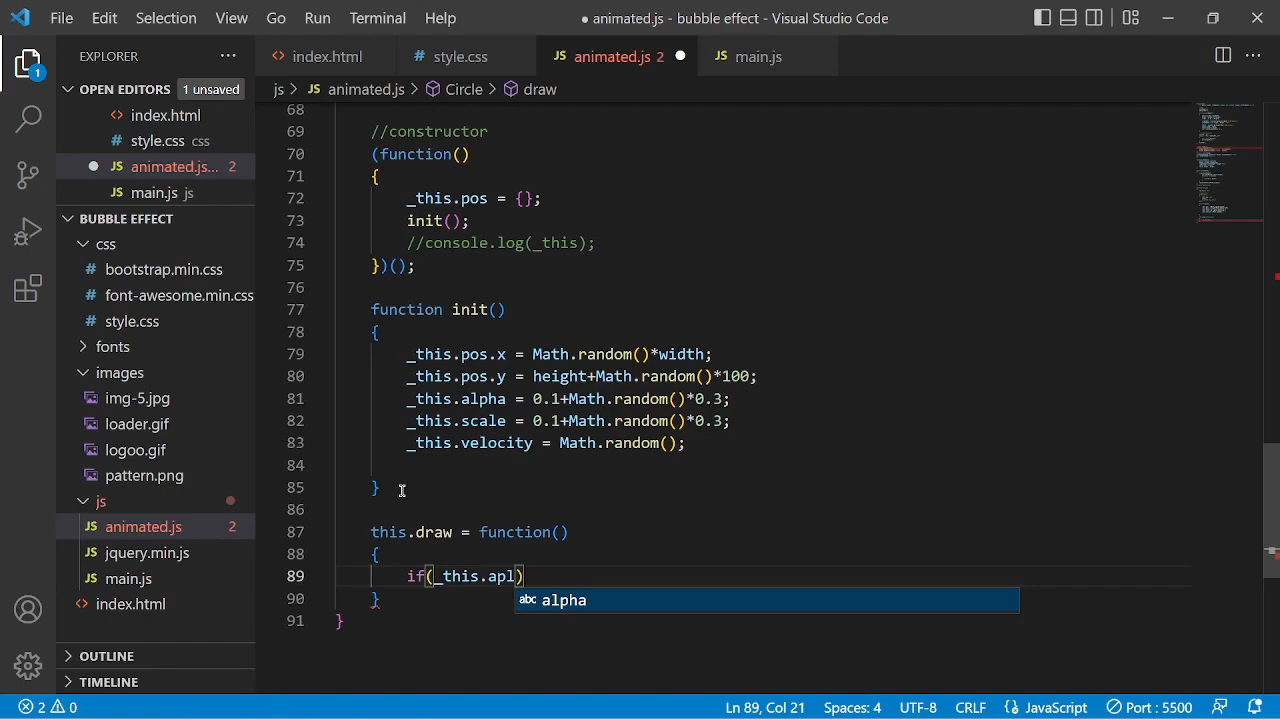 File Edit Selection View Go Run Terminal Help
● animated.js - bubble effect - Visual Studio Code
EXPLORER
index.html
style.css
JS animated.js 2
JS main.js
OPEN EDITORS 1 unsaved
js > JS animated.js > Circle > draw
1
index.html
style.css css
JS animated.js... 2
JS main.js js
BUBBLE EFFECT
css
bootstrap.min.css
font-awesome.min.css
style.css
fonts
images
img-5.jpg
loader.gif
logoo.gif
pattern.png
js
JS animated.js 2
JS jquery.min.js
JS main.js
index.html
OUTLINE
TIMELINE
68
69 //constructor
70 (function()
71 {
72 _this.pos = {};
73 init();
74 //console.log(_this);
75 })();
76
77 function init()
78 {
79 _this.pos.x = Math.random()*width;
80 _this.pos.y = height+Math.random()*100;
81 _this.alpha = 0.1+Math.random()*0.3;
82 _this.scale = 0.1+Math.random()*0.3;
83 _this.velocity = Math.random();
84
85 }
86
87 this.draw = function()
88 {
89 if(_this.apl)
abc alpha
90 }
91 }
2 0 Ln 89, Col 21 Spaces: 4 UTF-8 CRLF {} JavaScript Port : 5500